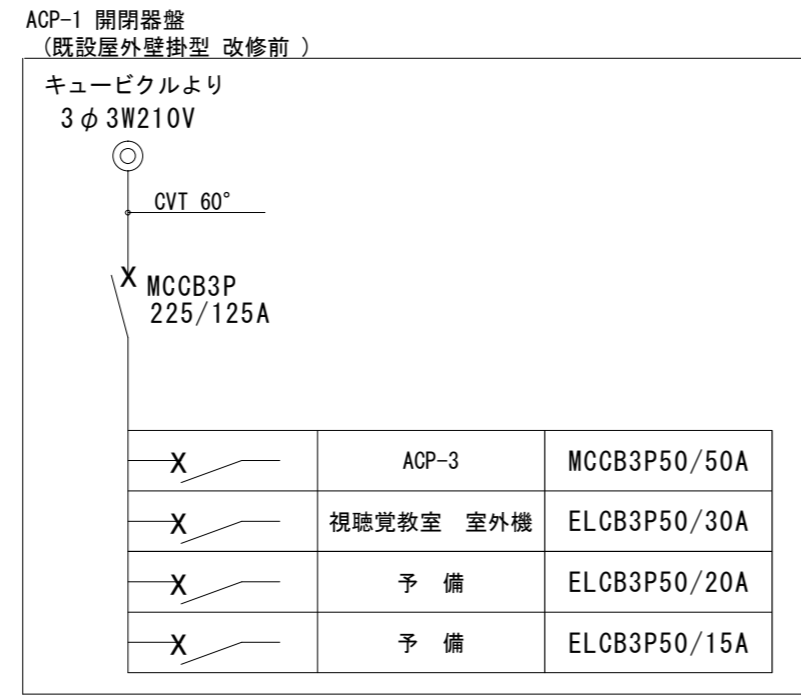 ACP-1 開閉器盤
（既設屋外壁掛型 改修前 ）
キュービクルより
3φ3W210V
CVT 60°
MCCB3P
225/125A
ACP-3 MCCB3P50/50A
視聴覚教室 室外機 ELCB3P50/30A
予 備 ELCB3P50/20A
予 備 ELCB3P50/15A